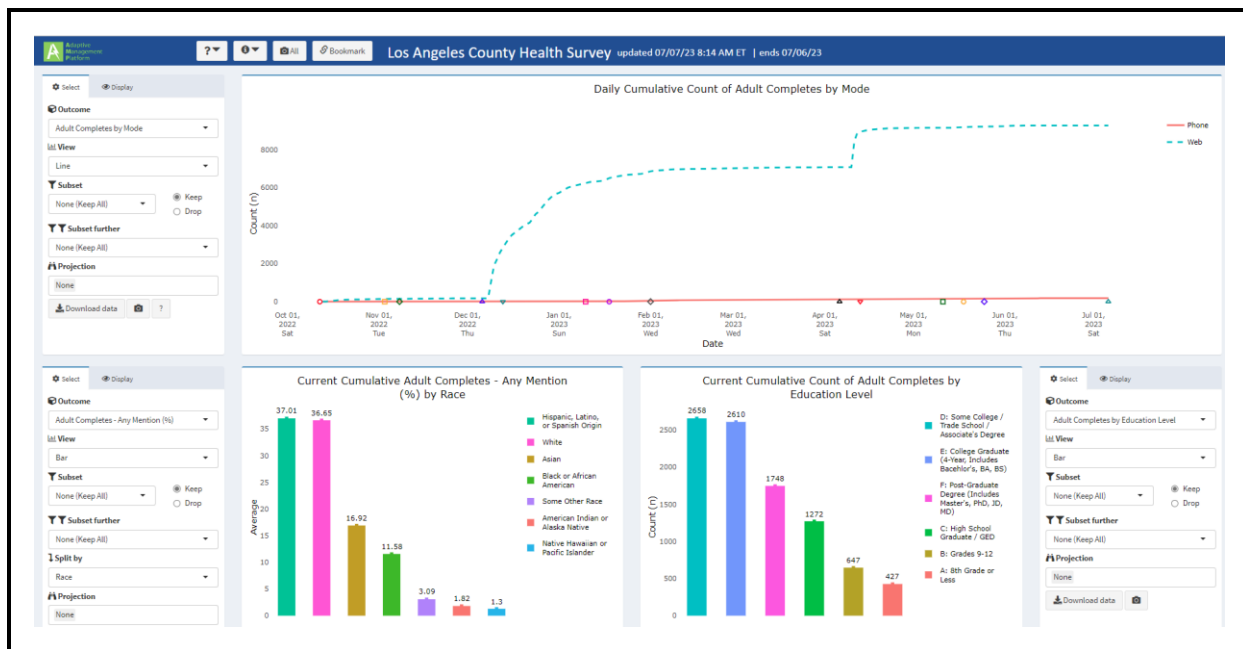 Adaptive
Management
Platform
? All Bookmark Los Angeles County Health Survey updated 07/07/23 8:14 AM ET | ends 07/06/23
Select Display
Outcome
Adult Completes by Mode
View
Line
Subset
None (Keep All)
Keep
Drop
Subset further
None (Keep All)
Projection
None
Download data ?
Daily Cumulative Count of Adult Completes by Mode
Phone
Web
Count (n)
8000
6000
4000
2000
0
Oct 01, Nov 01, Dec 01, Jan 01, Feb 01, Mar 01, Apr 01, May 01, Jun 01, Jul 01,
2022 2022 2022 2023 2023 2023 2023 2023 2023 2023
Sat Tue Thu Sun Wed Wed Sat Mon Thu Sat
Date
Select Display
Outcome
Adult Completes - Any Mention (%)
View
Bar
Subset
None (Keep All)
Keep
Drop
Subset further
None (Keep All)
Split by
Race
Projection
None
Current Cumulative Adult Completes - Any Mention
(%) by Race
Average
35
30
25
20
15
10
5
0
37.01 36.65 16.92 11.58 3.09 1.82 1.3
Hispanic, Latino,
or Spanish Origin
White
Asian
Black or African
American
Some Other Race
American Indian or
Alaska Native
Native Hawaiian or
Pacific Islander
Current Cumulative Count of Adult Completes by
Education Level
Count (n)
2500
2000
1500
1000
500
0
2658 2610 1748 1272 647 427
D: Some College /
Trade School /
Associate's Degree
E: College Graduate
(4-Year, Includes
Bacehlor's, BA, BS)
F: Post-Graduate
Degree (Includes
Master's, PhD, JD,
MD)
C: High School
Graduate / GED
B: Grades 9-12
A: 8th Grade or
Less
Select Display
Outcome
Adult Completes by Education Level
View
Bar
Subset
None (Keep All)
Keep
Drop
Subset further
None (Keep All)
Projection
None
Download data